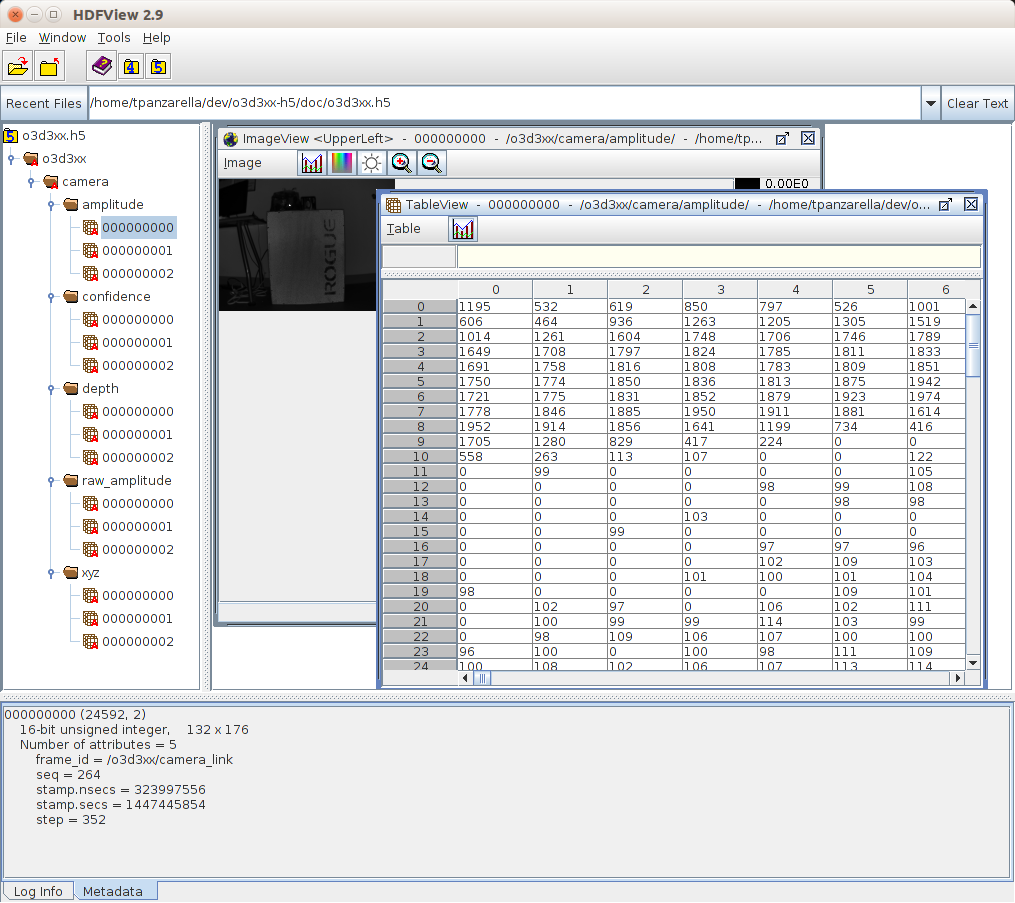 HDFView 2.9
File Window Tools Help
4 5
Recent Files /home/tpanzarella/dev/o3d3xx-h5/doc/o3d3xx.h5 Clear Text
5 o3d3xx.h5
o3d3xx
camera
amplitude
000000000
000000001
000000002
confidence
000000000
000000001
000000002
depth
000000000
000000001
000000002
raw_amplitude
000000000
000000001
000000002
xyz
000000000
000000001
000000002
ImageView <UpperLeft> - 000000000 - /o3d3xx/camera/amplitude/ - /home/tp...
Image
0.00E0
ROGUE
TableView - 000000000 - /o3d3xx/camera/amplitude/ - /home/tpanzarella/dev/o...
Table
0 1 2 3 4 5 6
0 1195 532 619 850 797 526 1001
1 606 464 936 1263 1205 1305 1519
2 1014 1261 1604 1748 1706 1746 1789
3 1649 1708 1797 1824 1785 1811 1833
4 1691 1758 1816 1808 1783 1809 1851
5 1750 1774 1850 1836 1813 1875 1942
6 1721 1775 1831 1852 1879 1923 1974
7 1778 1846 1885 1950 1911 1881 1614
8 1952 1914 1856 1641 1199 734 416
9 1705 1280 829 417 224 0 0
10 558 263 113 107 0 0 122
11 0 99 0 0 0 0 105
12 0 0 0 0 98 99 108
13 0 0 0 0 0 98 98
14 0 0 0 103 0 0 0
15 0 0 99 0 0 0 0
16 0 0 0 0 97 97 96
17 0 0 0 0 102 109 103
18 0 0 0 101 100 101 104
19 98 0 0 0 0 109 101
20 0 102 97 0 106 102 111
21 0 100 99 99 114 103 99
22 0 98 109 106 107 100 100
23 96 100 0 100 98 111 109
24 100 108 102 106 107 113 114
000000000 (24592, 2)
16-bit unsigned integer, 132 x 176
Number of attributes = 5
frame_id = /o3d3xx/camera_link
seq = 264
stamp.nsecs = 323997556
stamp.secs = 1447445854
step = 352
Log Info Metadata